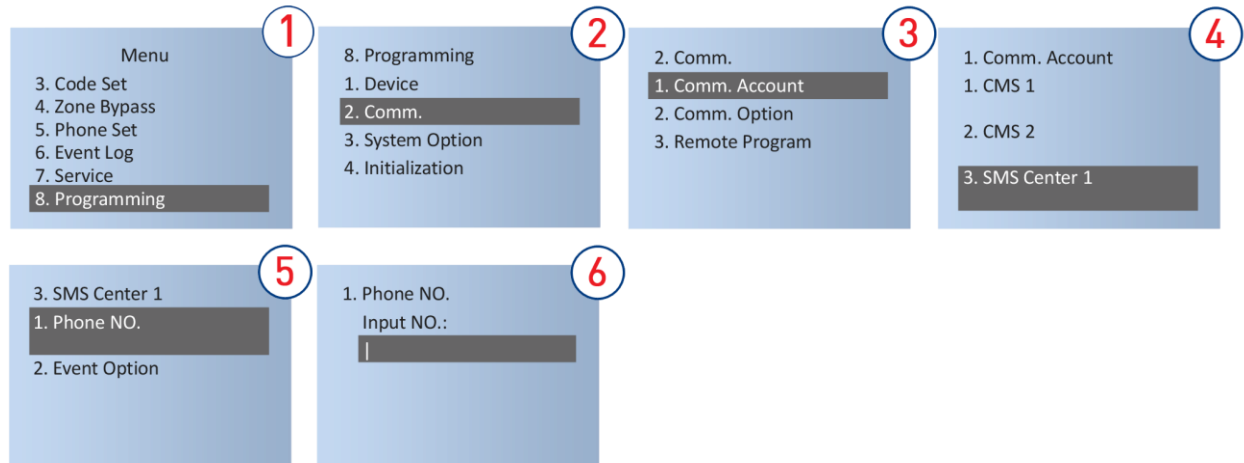 1
Menu
3. Code Set
4. Zone Bypass
5. Phone Set
6. Event Log
7. Service
8. Programming
2
8. Programming
1. Device
2. Comm.
3. System Option
4. Initialization
3
2. Comm.
1. Comm. Account
2. Comm. Option
3. Remote Program
4
1. Comm. Account
1. CMS 1
2. CMS 2
3. SMS Center 1
5
3. SMS Center 1
1. Phone NO.
2. Event Option
6
1. Phone NO.
Input NO.: